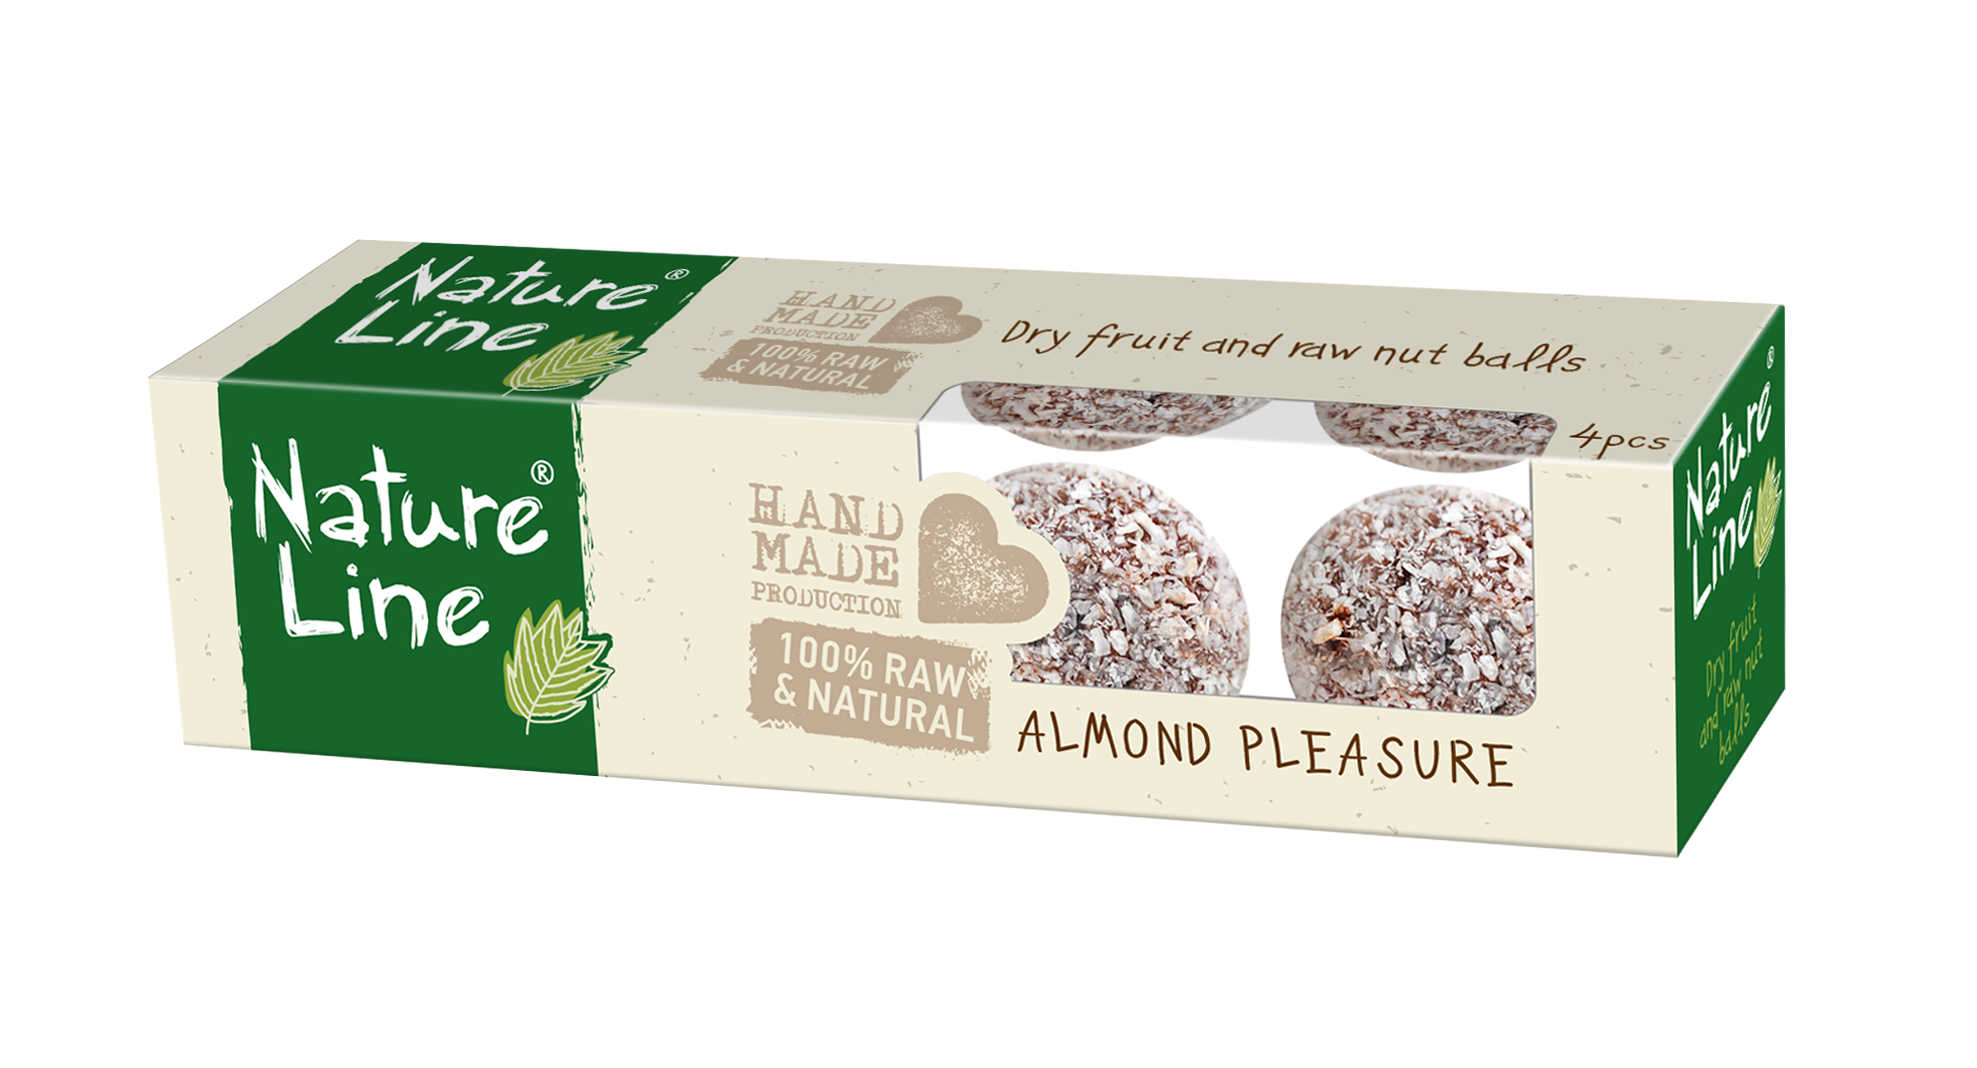 Nature®
Line
HAND
MADE
PRODUCTION
100% RAW
& NATURAL
Dry fruit and raw nut balls
4pcs
Nature®
Line
HAND
MADE
PRODUCTION
100% RAW
& NATURAL
ALMOND PLEASURE
Nature®
Line
Dry fruit
and raw nut
balls